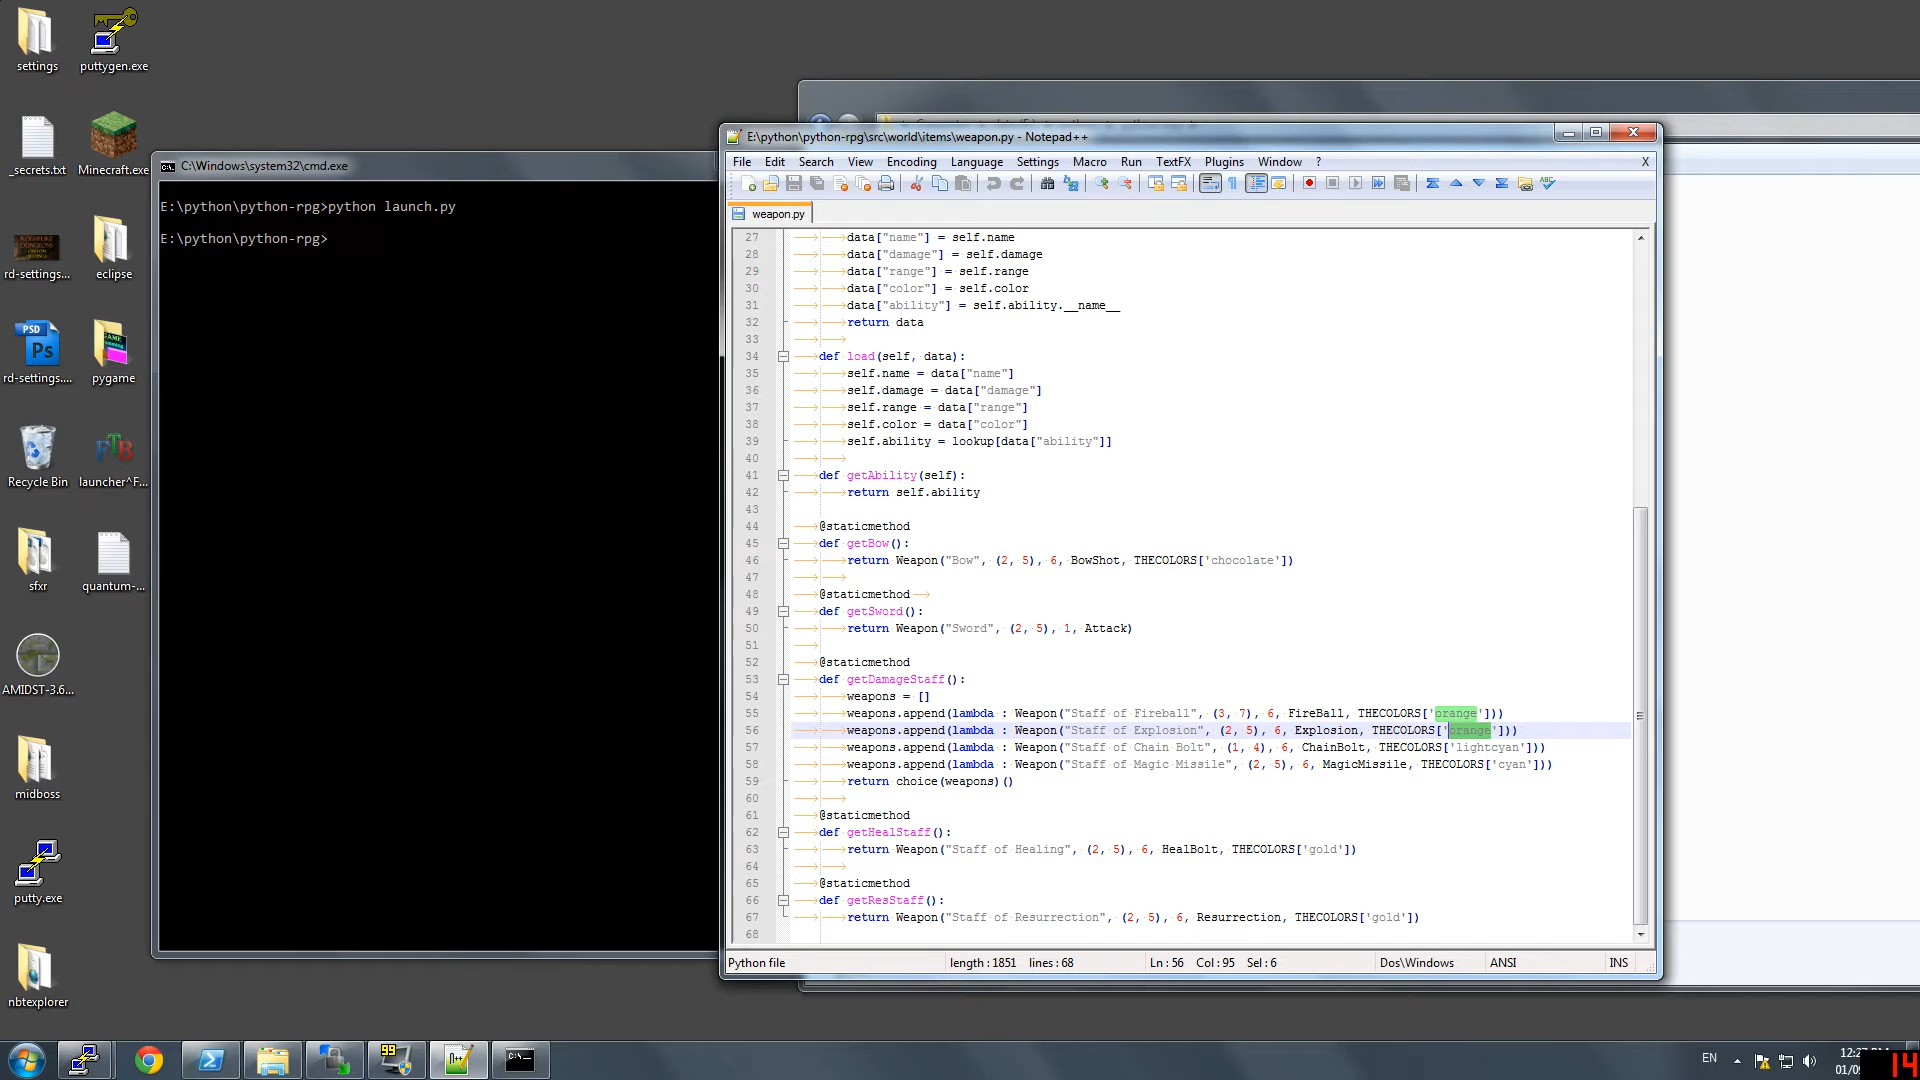 settings
puttygen.exe
_secrets.txt
Minecraft.exe
rd-settings...
eclipse
PSD
Ps
rd-settings....
pygame
Recycle Bin
FTB
launcher^F...
sfxr
quantum-...
AMIDST-3.6...
midboss
putty.exe
nbtexplorer
C:\Windows\system32\cmd.exe
E:\python\python-rpg>python launch.py
E:\python\python-rpg>
E:\python\python-rpg\src\world\items\weapon.py - Notepad++
File Edit Search View Encoding Language Settings Macro Run TextFX Plugins Window ? X
weapon.py
27 data["name"] = self.name
28 data["damage"] = self.damage
29 data["range"] = self.range
30 data["color"] = self.color
31 data["ability"] = self.ability.__name__
32 return data
33
34 def load(self, data):
35 self.name = data["name"]
36 self.damage = data["damage"]
37 self.range = data["range"]
38 self.color = data["color"]
39 self.ability = lookup[data["ability"]]
40
41 def getAbility(self):
42 return self.ability
43
44 @staticmethod
45 def getBow():
46 return Weapon("Bow", (2, 5), 6, BowShot, THECOLORS['chocolate'])
47
48 @staticmethod
49 def getSword():
50 return Weapon("Sword", (2, 5), 1, Attack)
51
52 @staticmethod
53 def getDamageStaff():
54 weapons = []
55 weapons.append(lambda : Weapon("Staff of Fireball", (3, 7), 6, FireBall, THECOLORS['orange']))
56 weapons.append(lambda : Weapon("Staff of Explosion", (2, 5), 6, Explosion, THECOLORS['orange']))
57 weapons.append(lambda : Weapon("Staff of Chain Bolt", (1, 4), 6, ChainBolt, THECOLORS['lightcyan']))
58 weapons.append(lambda : Weapon("Staff of Magic Missile", (2, 5), 6, MagicMissile, THECOLORS['cyan']))
59 return choice(weapons)()
60
61 @staticmethod
62 def getHealStaff():
63 return Weapon("Staff of Healing", (2, 5), 6, HealBolt, THECOLORS['gold'])
64
65 @staticmethod
66 def getResStaff():
67 return Weapon("Staff of Resurrection", (2, 5), 6, Resurrection, THECOLORS['gold'])
68
Python file length : 1851 lines : 68 Ln : 56 Col : 95 Sel : 6 Dos\Windows ANSI INS
99
EN
14